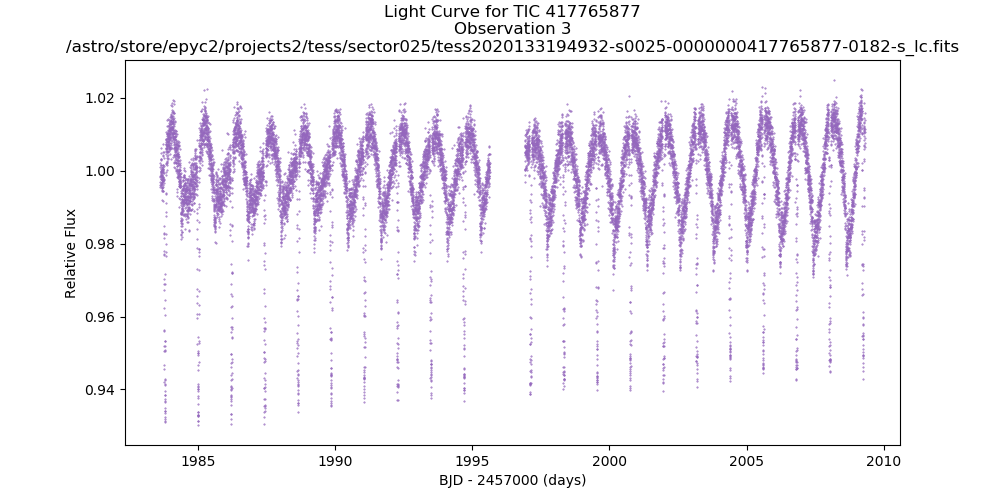 Light Curve for TIC 417765877
Observation 3
/astro/store/epyc2/projects2/tess/sector025/tess2020133194932-s0025-0000000417765877-0182-s_lc.fits
1.02
1.00
0.98
0.96
0.94
Relative Flux
1985
1990
1995
2000
2005
2010
BJD - 2457000 (days)